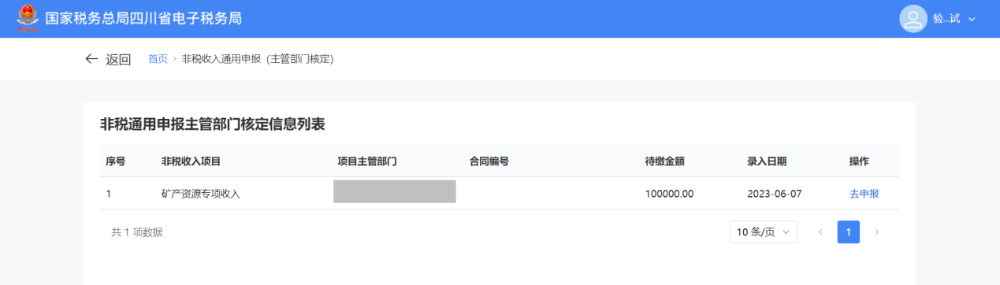 国家税务总局四川省电子税务局
验...试
返回 首页 > 非税收入通用申报（主管部门核定）
非税通用申报主管部门核定信息列表
序号 非税收入项目 项目主管部门 合同编号 待缴金额 录入日期 操作
1 矿产资源专项收入 100000.00 2023-06-07 去申报
共 1 项数据 10 条/页 < 1 >